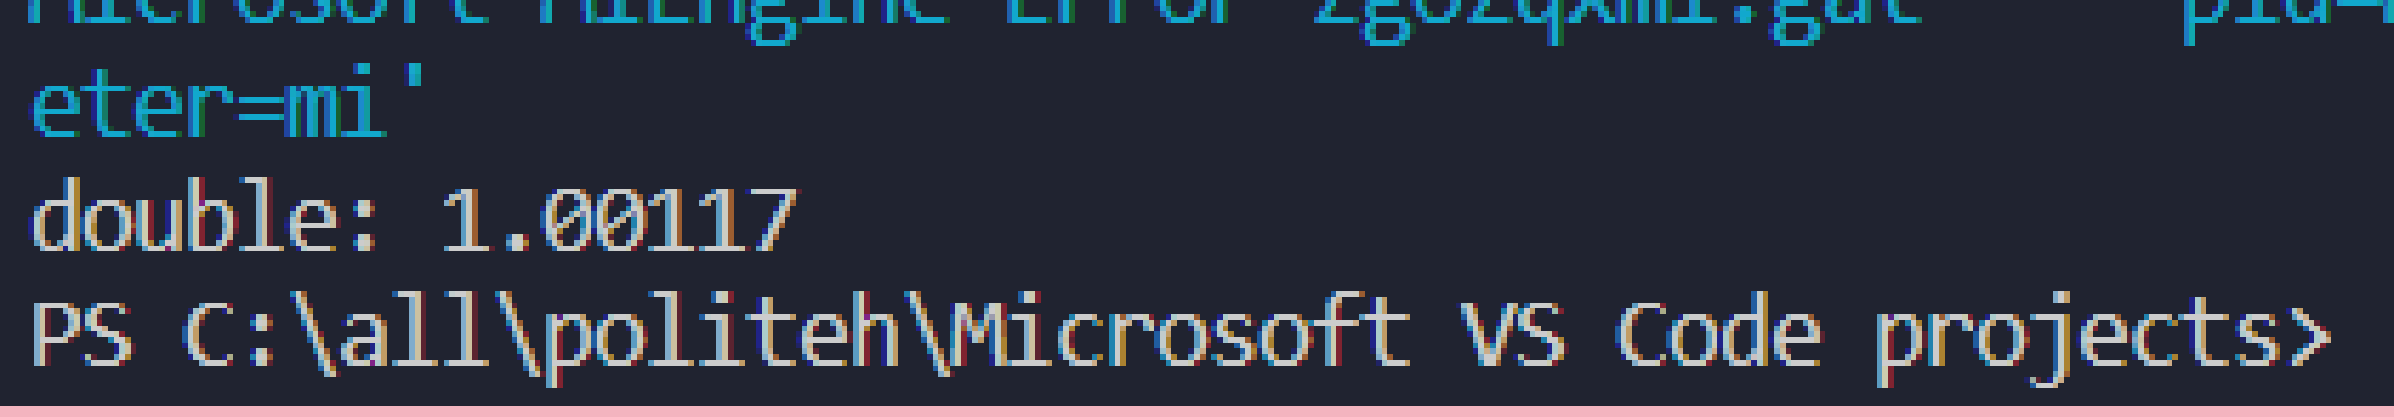 eter=mi'
double: 1.00117
PS C:\all\politeh\Microsoft VS Code projects>